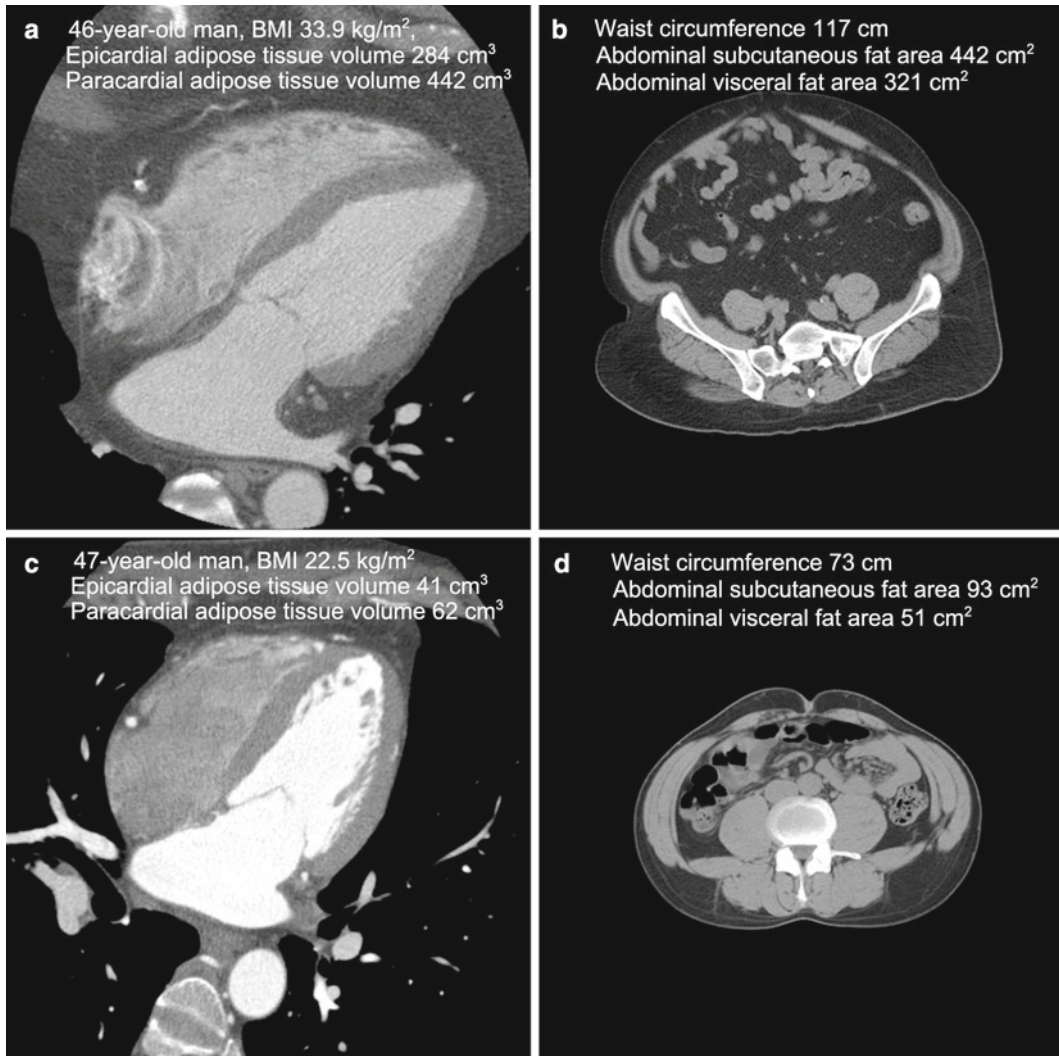 a 46-year-old man, BMI 33.9 kg/m²,
Epicardial adipose tissue volume 284 cm³
Paracardial adipose tissue volume 442 cm³
b Waist circumference 117 cm
Abdominal subcutaneous fat area 442 cm²
Abdominal visceral fat area 321 cm²
c 47-year-old man, BMI 22.5 kg/m²
Epicardial adipose tissue volume 41 cm³
Paracardial adipose tissue volume 62 cm³
d Waist circumference 73 cm
Abdominal subcutaneous fat area 93 cm²
Abdominal visceral fat area 51 cm²